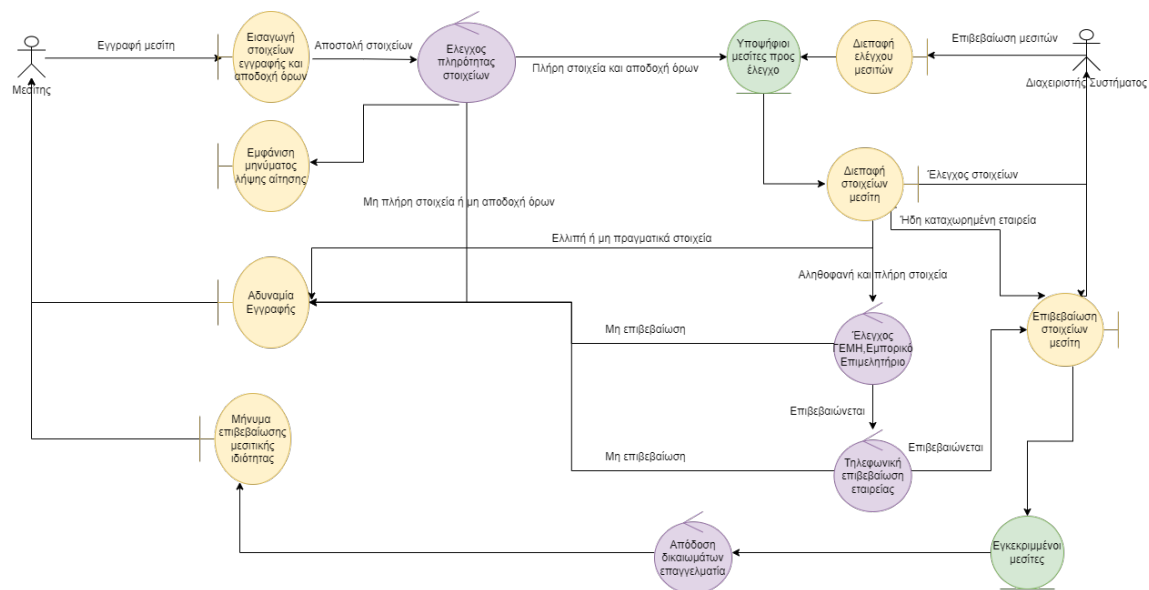 Εγγραφή μεσίτη
Μεσίτης
Εισαγωγή
στοιχείων
εγγραφής και
αποδοχή όρων
Αποστολή στοιχείων
Ελεγχος
πληρότητας
στοιχείων
Πλήρη στοιχεία και αποδοχή όρων
Υποψήφιοι
μεσίτες προς
έλεγχο
Διεπαφή
ελέγχου
μεσιτών
Επιβεβαίωση μεσιτών
Διαχειριστής Συστήματος
Εμφάνιση
μηνύματος
λήψης αίτησης
Διεπαφή
στοιχείων
μεσίτη
Έλεγχος στοιχείων
Μη πλήρη στοιχεία ή μη αποδοχή όρων
Ήδη καταχωρημένη εταιρεία
Ελλιπή ή μη πραγματικά στοιχεία
Αληθοφανή και πλήρη στοιχεία
Αδυναμία
Εγγραφής
Μη επιβεβαίωση
Έλεγχος
ΓΕΜΗ,Εμπορικό
Επιμελητήριο
Επιβεβαίωση
στοιχείων
μεσίτη
Επιβεβαιώνεται
Μήνυμα
επιβεβαίωσης
μεσιτικής
ιδιότητας
Μη επιβεβαίωση
Τηλεφωνική
επιβεβαίωση
εταιρείας
Επιβεβαιώνεται
Απόδοση
δικαιωμάτων
επαγγελματία
Εγκεκριμμένοι
μεσίτες